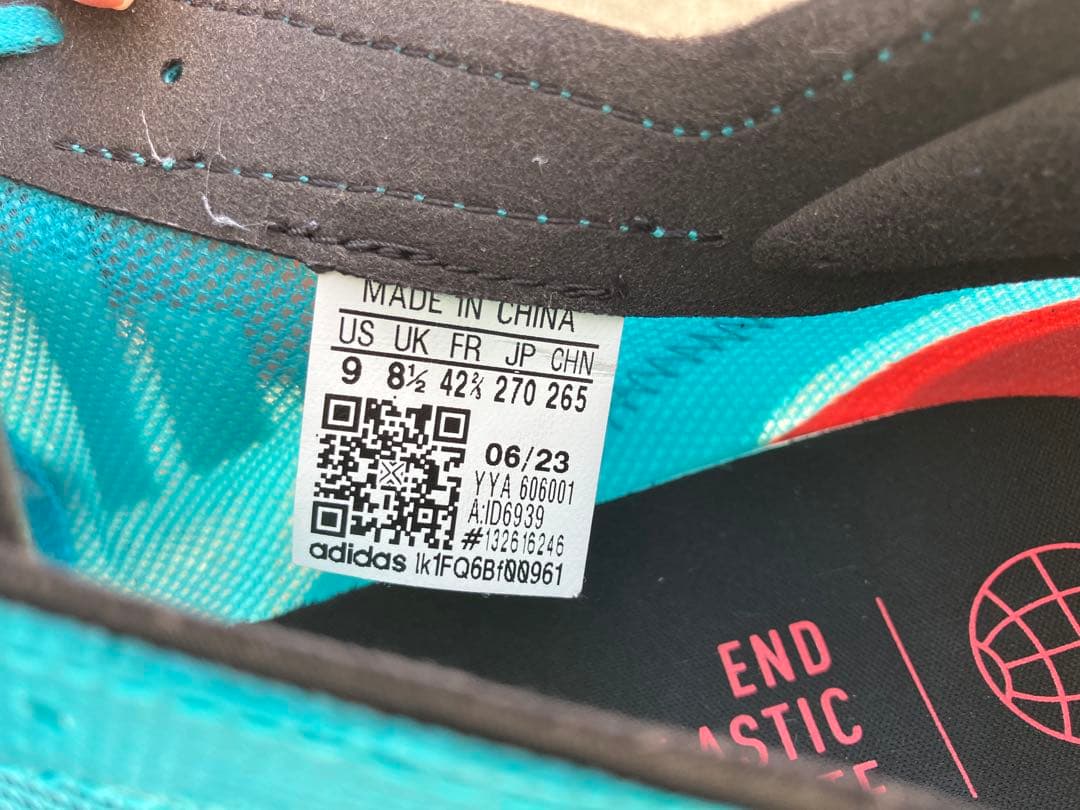 MADE IN CHINA
US UK FR JP CHN
9 8½ 42⅔ 270 265
06/23
YYA 606001
A:ID6939
#132616246
adidas lk1FQ6Bf00961
END